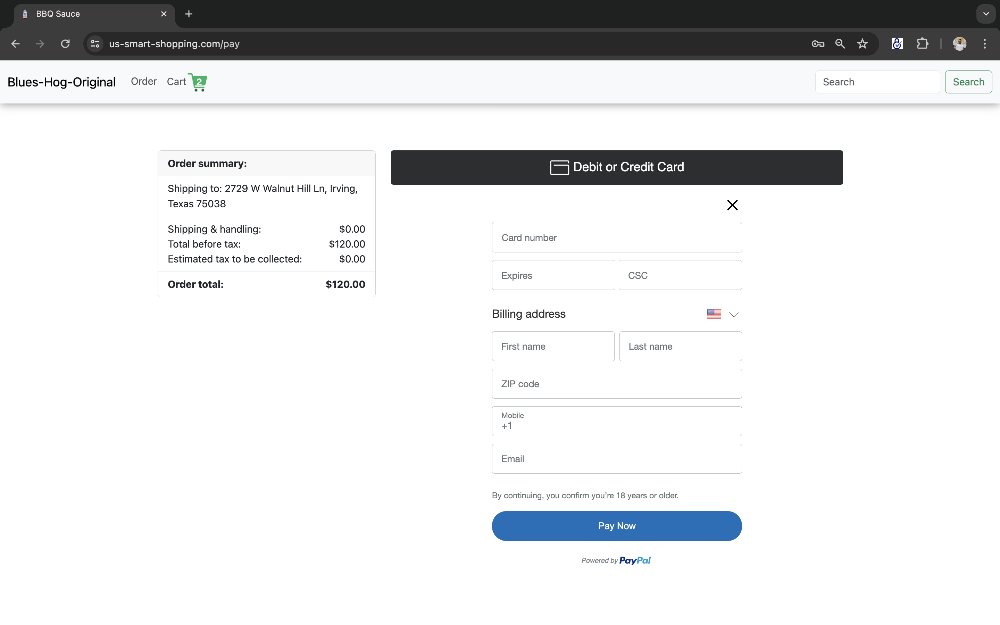 BBQ Sauce
us-smart-shopping.com/pay
Blues-Hog-Original
Order
Cart
2
Search
Search
Order summary:
Shipping to: 2729 W Walnut Hill Ln, Irving,
Texas 75038
Shipping & handling: $0.00
Total before tax: $120.00
Estimated tax to be collected: $0.00
Order total: $120.00
Debit or Credit Card
Card number
Expires
CSC
Billing address
First name
Last name
ZIP code
Mobile
+1
Email
By continuing, you confirm you’re 18 years or older.
Pay Now
Powered by PayPal